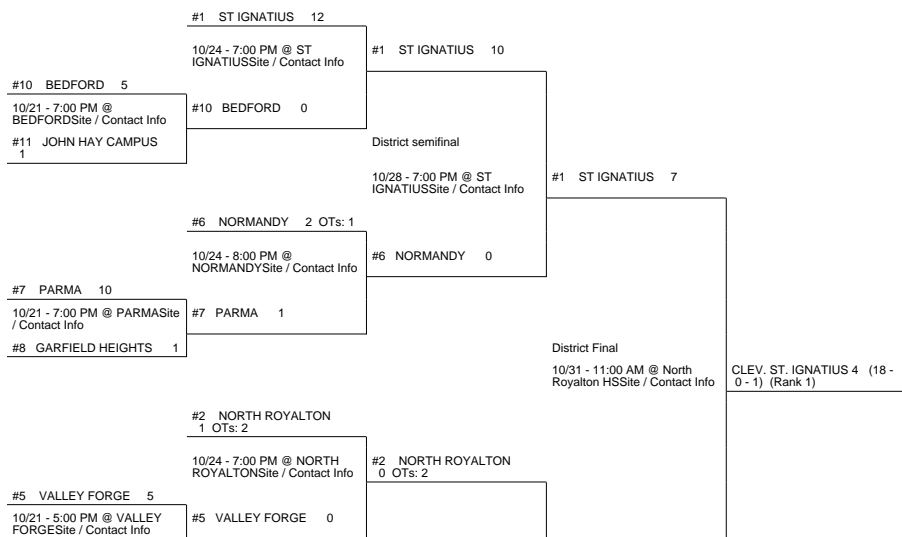 #1 ST IGNATIUS 12
10/24 - 7:00 PM @ ST
IGNATIUSSite / Contact Info
#1 ST IGNATIUS 10
#10 BEDFORD 5
10/21 - 7:00 PM @
BEDFORDSite / Contact Info
#10 BEDFORD 0
#11 JOHN HAY CAMPUS
1
District semifinal
10/28 - 7:00 PM @ ST
IGNATIUSSite / Contact Info
#1 ST IGNATIUS 7
#6 NORMANDY 2 OTs: 1
10/24 - 8:00 PM @
NORMANDYSite / Contact Info
#6 NORMANDY 0
#7 PARMA 10
10/21 - 7:00 PM @ PARMASite
/ Contact Info
#7 PARMA 1
#8 GARFIELD HEIGHTS 1
District Final
10/31 - 11:00 AM @ North
Royalton HSSite / Contact Info
CLEV. ST. IGNATIUS 4 (18 -
0 - 1) (Rank 1)
#2 NORTH ROYALTON
1 OTs: 2
10/24 - 7:00 PM @ NORTH
ROYALTONSite / Contact Info
#2 NORTH ROYALTON
0 OTs: 2
#5 VALLEY FORGE 5
10/21 - 5:00 PM @ VALLEY
FORGESite / Contact Info
#5 VALLEY FORGE 0